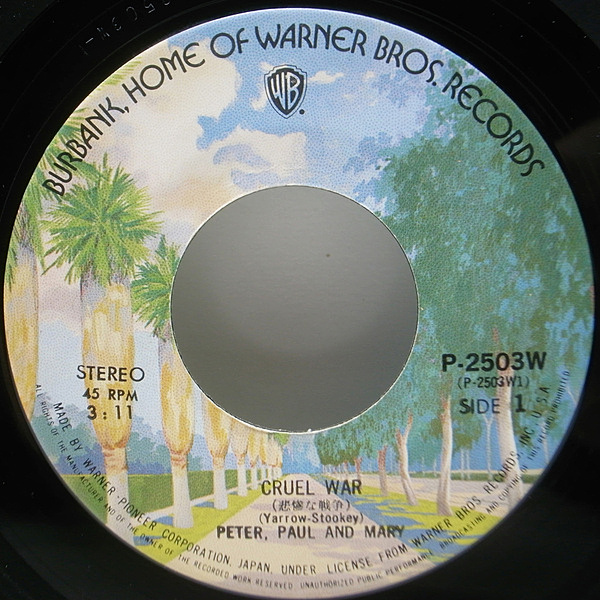 BURBANK, HOME OF WARNER BROS. RECORDS
WB
STEREO
45 RPM
3:11
P-2503W
(P-2503W1)
SIDE 1
CRUEL WAR
(悲惨な戦争)
(Yarrow-Stookey)
PETER, PAUL AND MARY
MADE BY WARNER-PIONEER CORPORATION, JAPAN, UNDER LICENSE FROM WARNER BROS RECORDS, INC. U.S.A
ALL RIGHTS OF THE MANUFACTURER AND OF THE OWNER OF THE RECORDED WORK RESERVED. UNAUTHORIZED PUBLIC PERFORMANCE, BROADCASTING AND COPYING OF THE RECORD PROHIBITED.